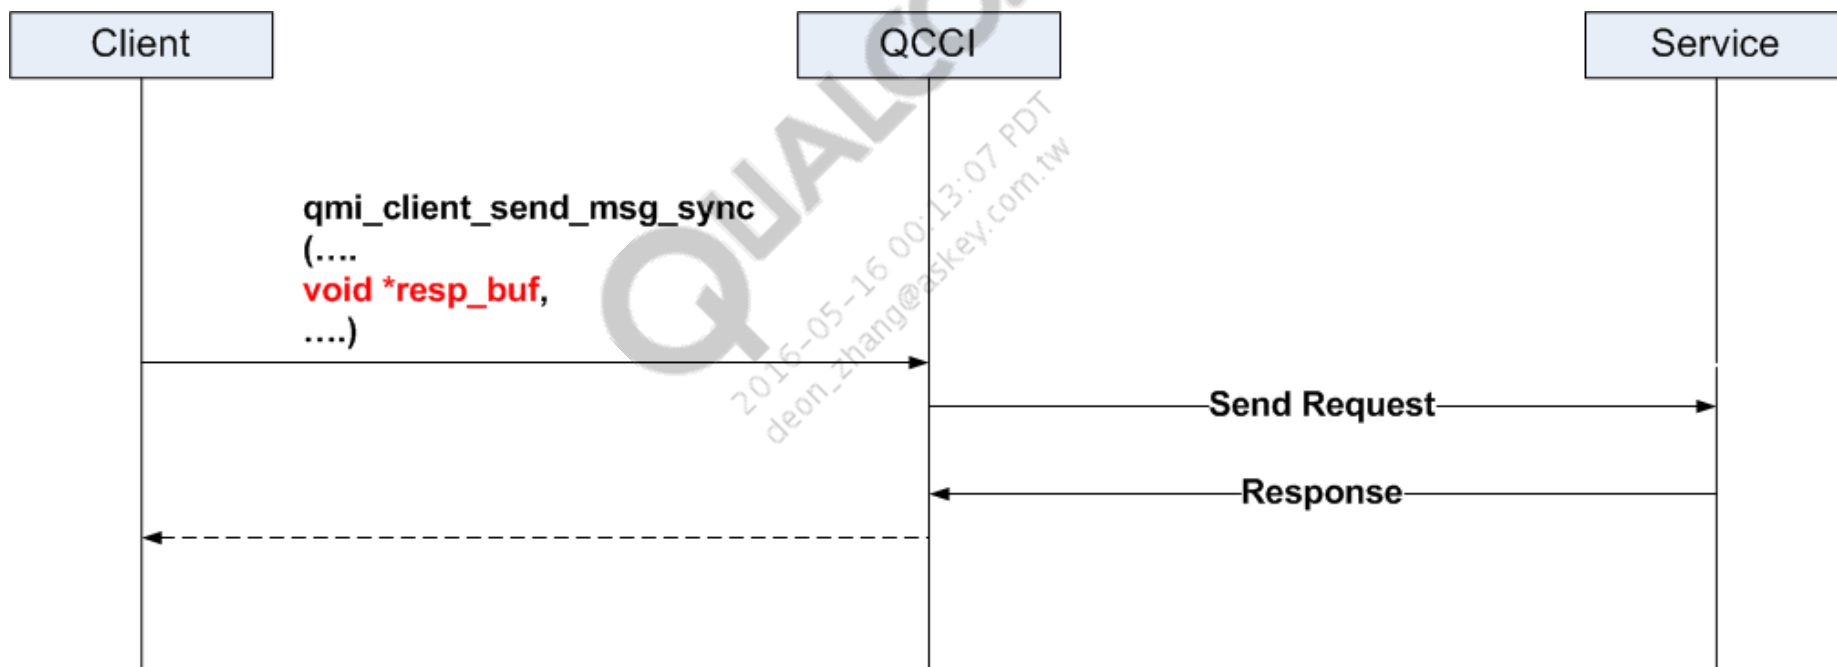 Client
QCCI
Service
qmi_client_send_msg_sync
(....
void *resp_buf,
....)
Send Request
Response
QUALCO
2016-05-16 00:13:07 PDT
deon_zhang@askey.com.tw